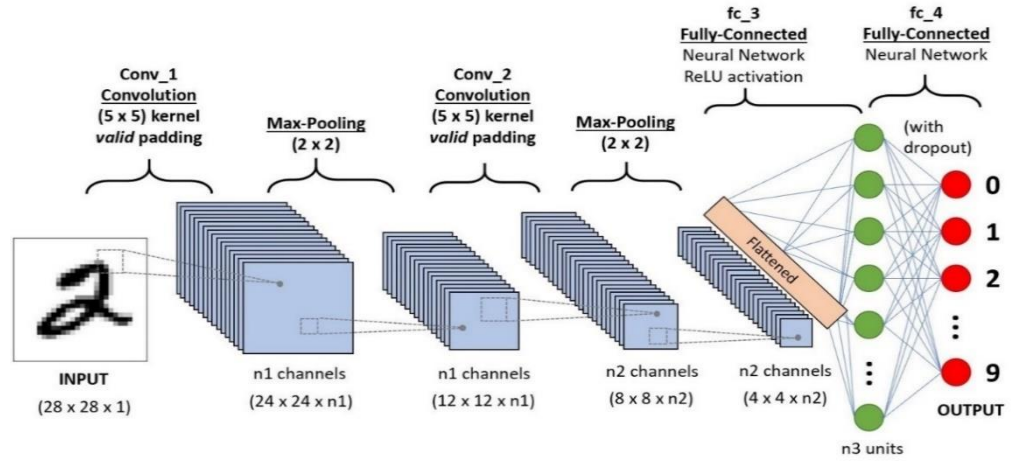 fc_3
Fully-Connected
Neural Network
ReLU activation
fc_4
Fully-Connected
Neural Network
Conv_1
Convolution
(5 x 5) kernel
valid padding
Max-Pooling
(2 x 2)
Conv_2
Convolution
(5 x 5) kernel
valid padding
Max-Pooling
(2 x 2)
(with
dropout)
Flattened
0
1
2
9
INPUT
(28 x 28 x 1)
n1 channels
(24 x 24 x n1)
n1 channels
(12 x 12 x n1)
n2 channels
(8 x 8 x n2)
n2 channels
(4 x 4 x n2)
OUTPUT
n3 units